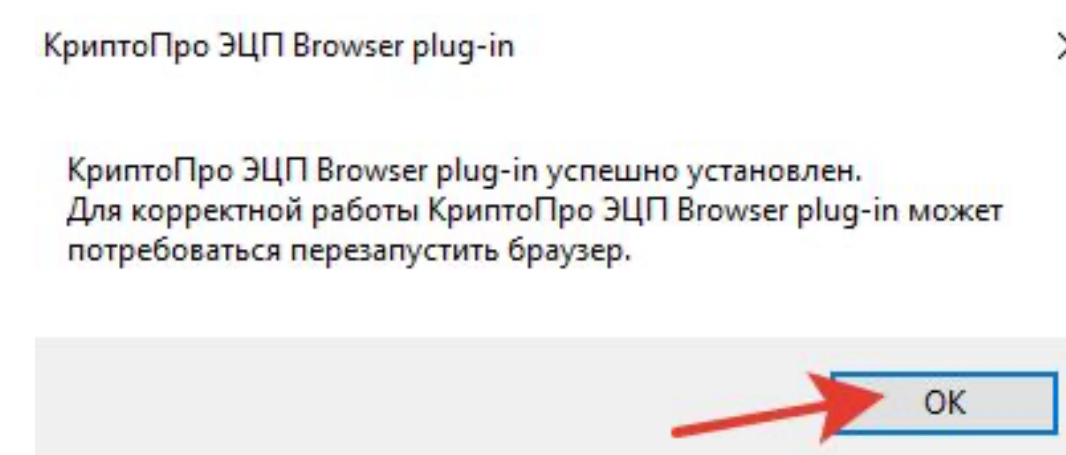 КриптоПро ЭЦП Browser plug-in
КриптоПро ЭЦП Browser plug-in успешно установлен.
Для корректной работы КриптоПро ЭЦП Browser plug-in может
потребоваться перезапустить браузер.
ОК